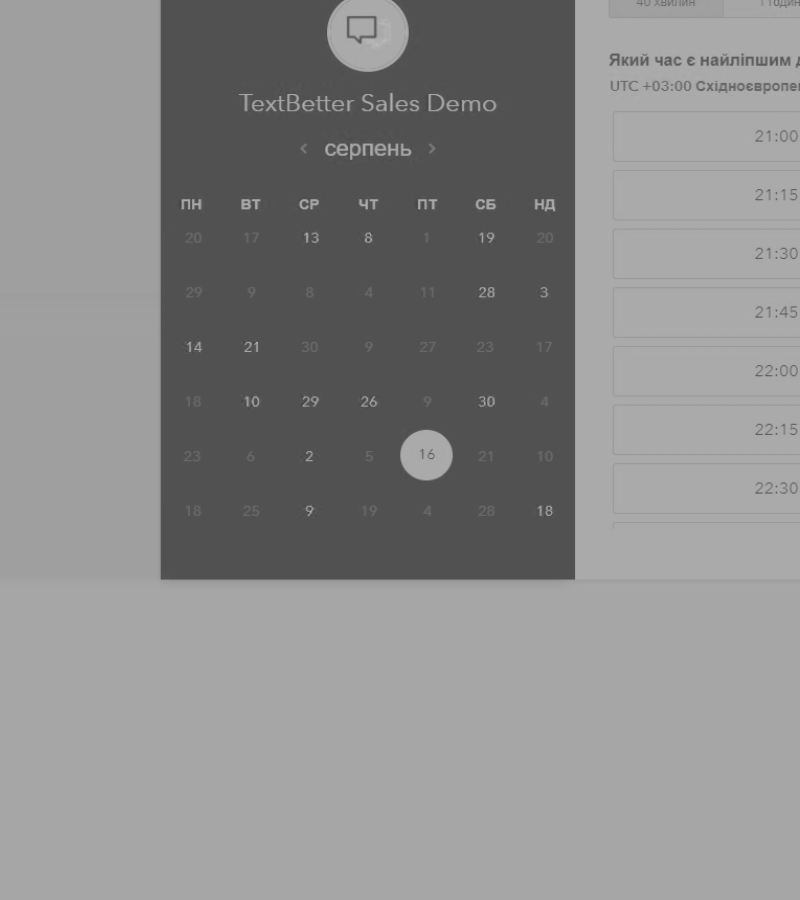 40 хвилин 1 годин
TextBetter Sales Demo
серпень
ПН ВТ СР ЧТ ПТ СБ НД
20 17 13 8 1 19 20
29 9 8 4 11 28 3
14 21 30 9 27 23 17
18 10 29 26 9 30 4
23 6 2 5 16 21 10
18 25 9 19 4 28 18
Який час є найліпшим
UTC +03:00 Східноєвропе
21:00
21:15
21:30
21:45
22:00
22:15
22:30